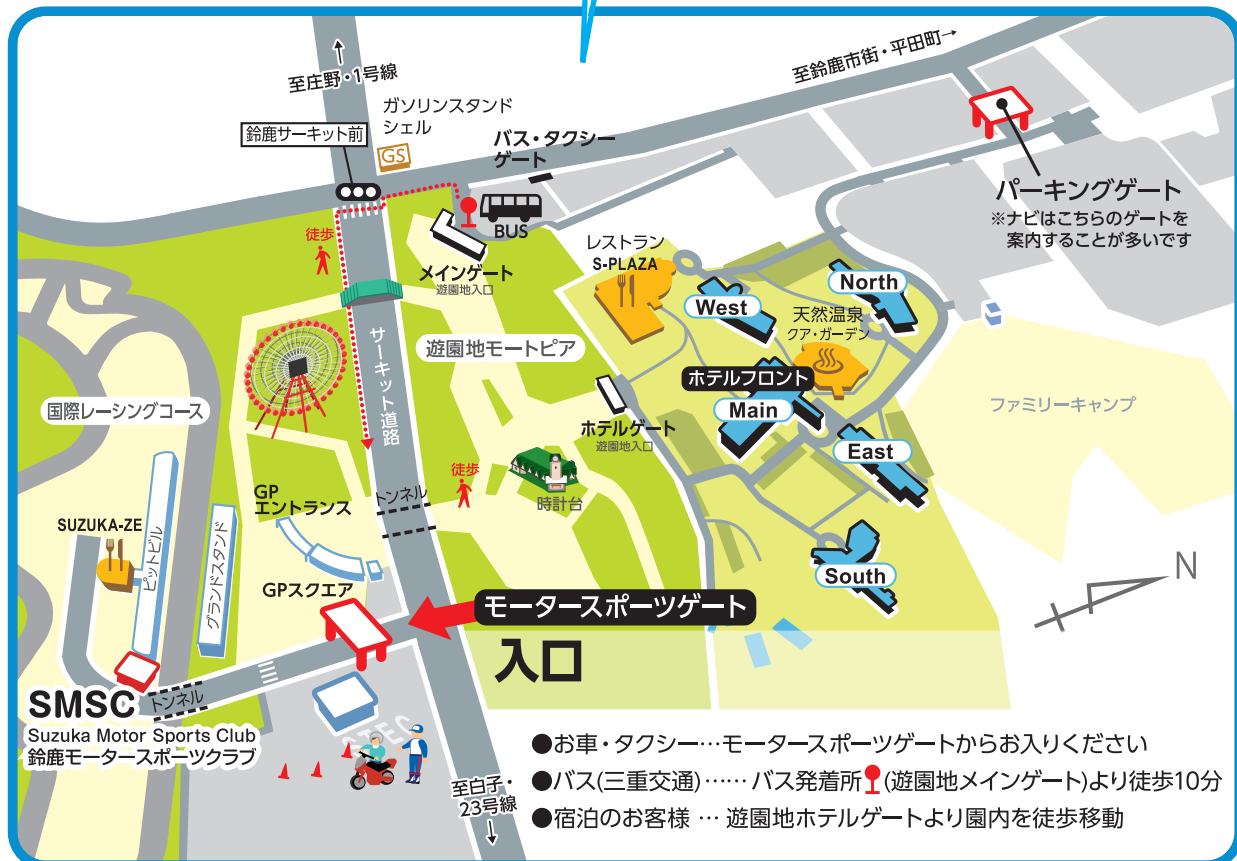 至庄野・1号線
ガソリンスタンド
シェル
GS
鈴鹿サーキット前
バス・タクシー
ゲート
至鈴鹿市街・平田町→
パーキングゲート
※ナビはこちらのゲートを
案内することが多いです
徒歩
BUS
メインゲート
遊園地入口
レストラン
S-PLAZA
West
North
天然温泉
クア・ガーデン
遊園地モートピア
サーキット道路
国際レーシングコース
ホテルフロント
Main
ホテルゲート
遊園地入口
ファミリーキャンプ
East
徒歩
時計台
GP
エントランス
トンネル
SUZUKA-ZE
ピットビル
グランドスタンド
South
N
GPスクエア
モータースポーツゲート
入口
SMSC
トンネル
Suzuka Motor Sports Club
鈴鹿モータースポーツクラブ
STEC
至白子・
23号線
●お車・タクシー…モータースポーツゲートからお入りください
●バス(三重交通)……バス発着所(遊園地メインゲート)より徒歩10分
●宿泊のお客様…遊園地ホテルゲートより園内を徒歩移動